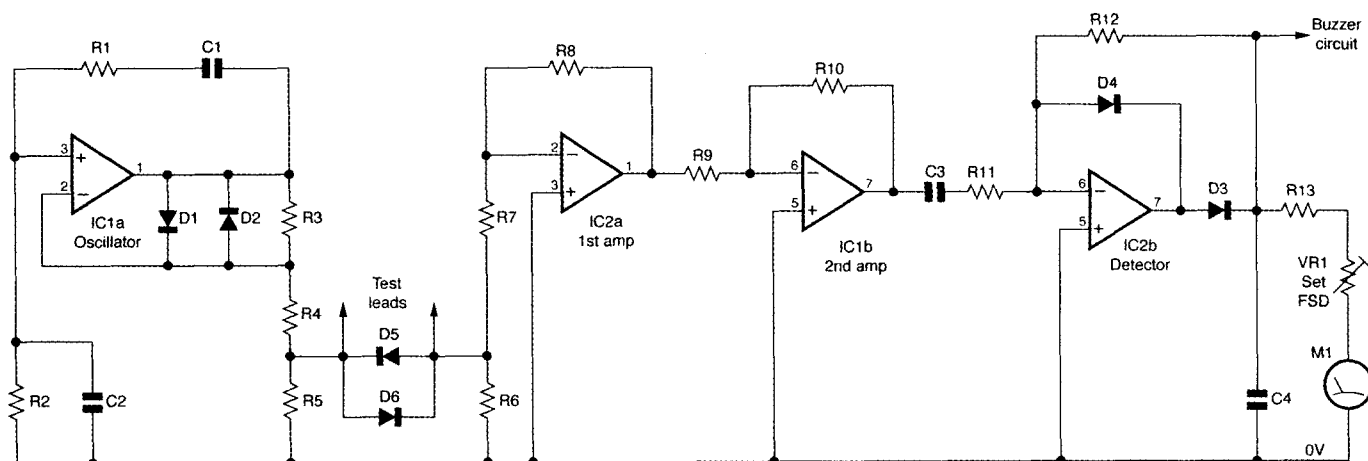 R1
C1
3
+
1
2
−
IC1a
Oscillator
D1
D2
R3
R4
R2
C2
R5
Test
leads
D5
D6
R8
2
−
1
3
+
IC2a
1st amp
R7
R6
R9
R10
6
−
7
5
+
IC1b
2nd amp
C3
R11
R12
D4
6
−
7
5
+
IC2b
Detector
D3
Buzzer
circuit
R13
VR1
Set
FSD
M1
C4
0V